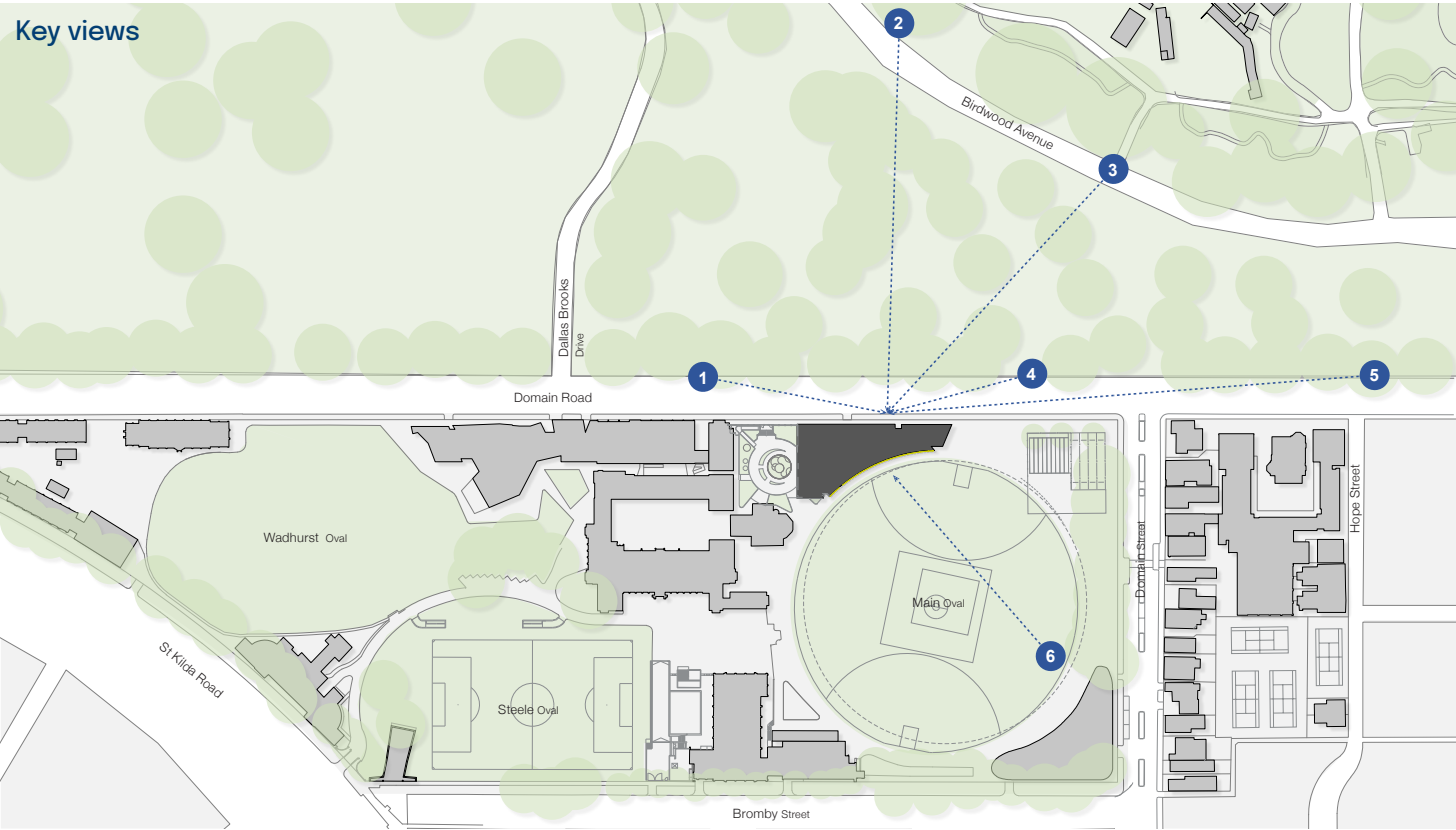 Key views
2
Birdwood Avenue
3
Dallas Brooks
Drive
1
4
5
Domain Road
Hope Street
Wadhurst Oval
Domain Street
Main Oval
St Kilda Road
6
Steele Oval
Bromby Street